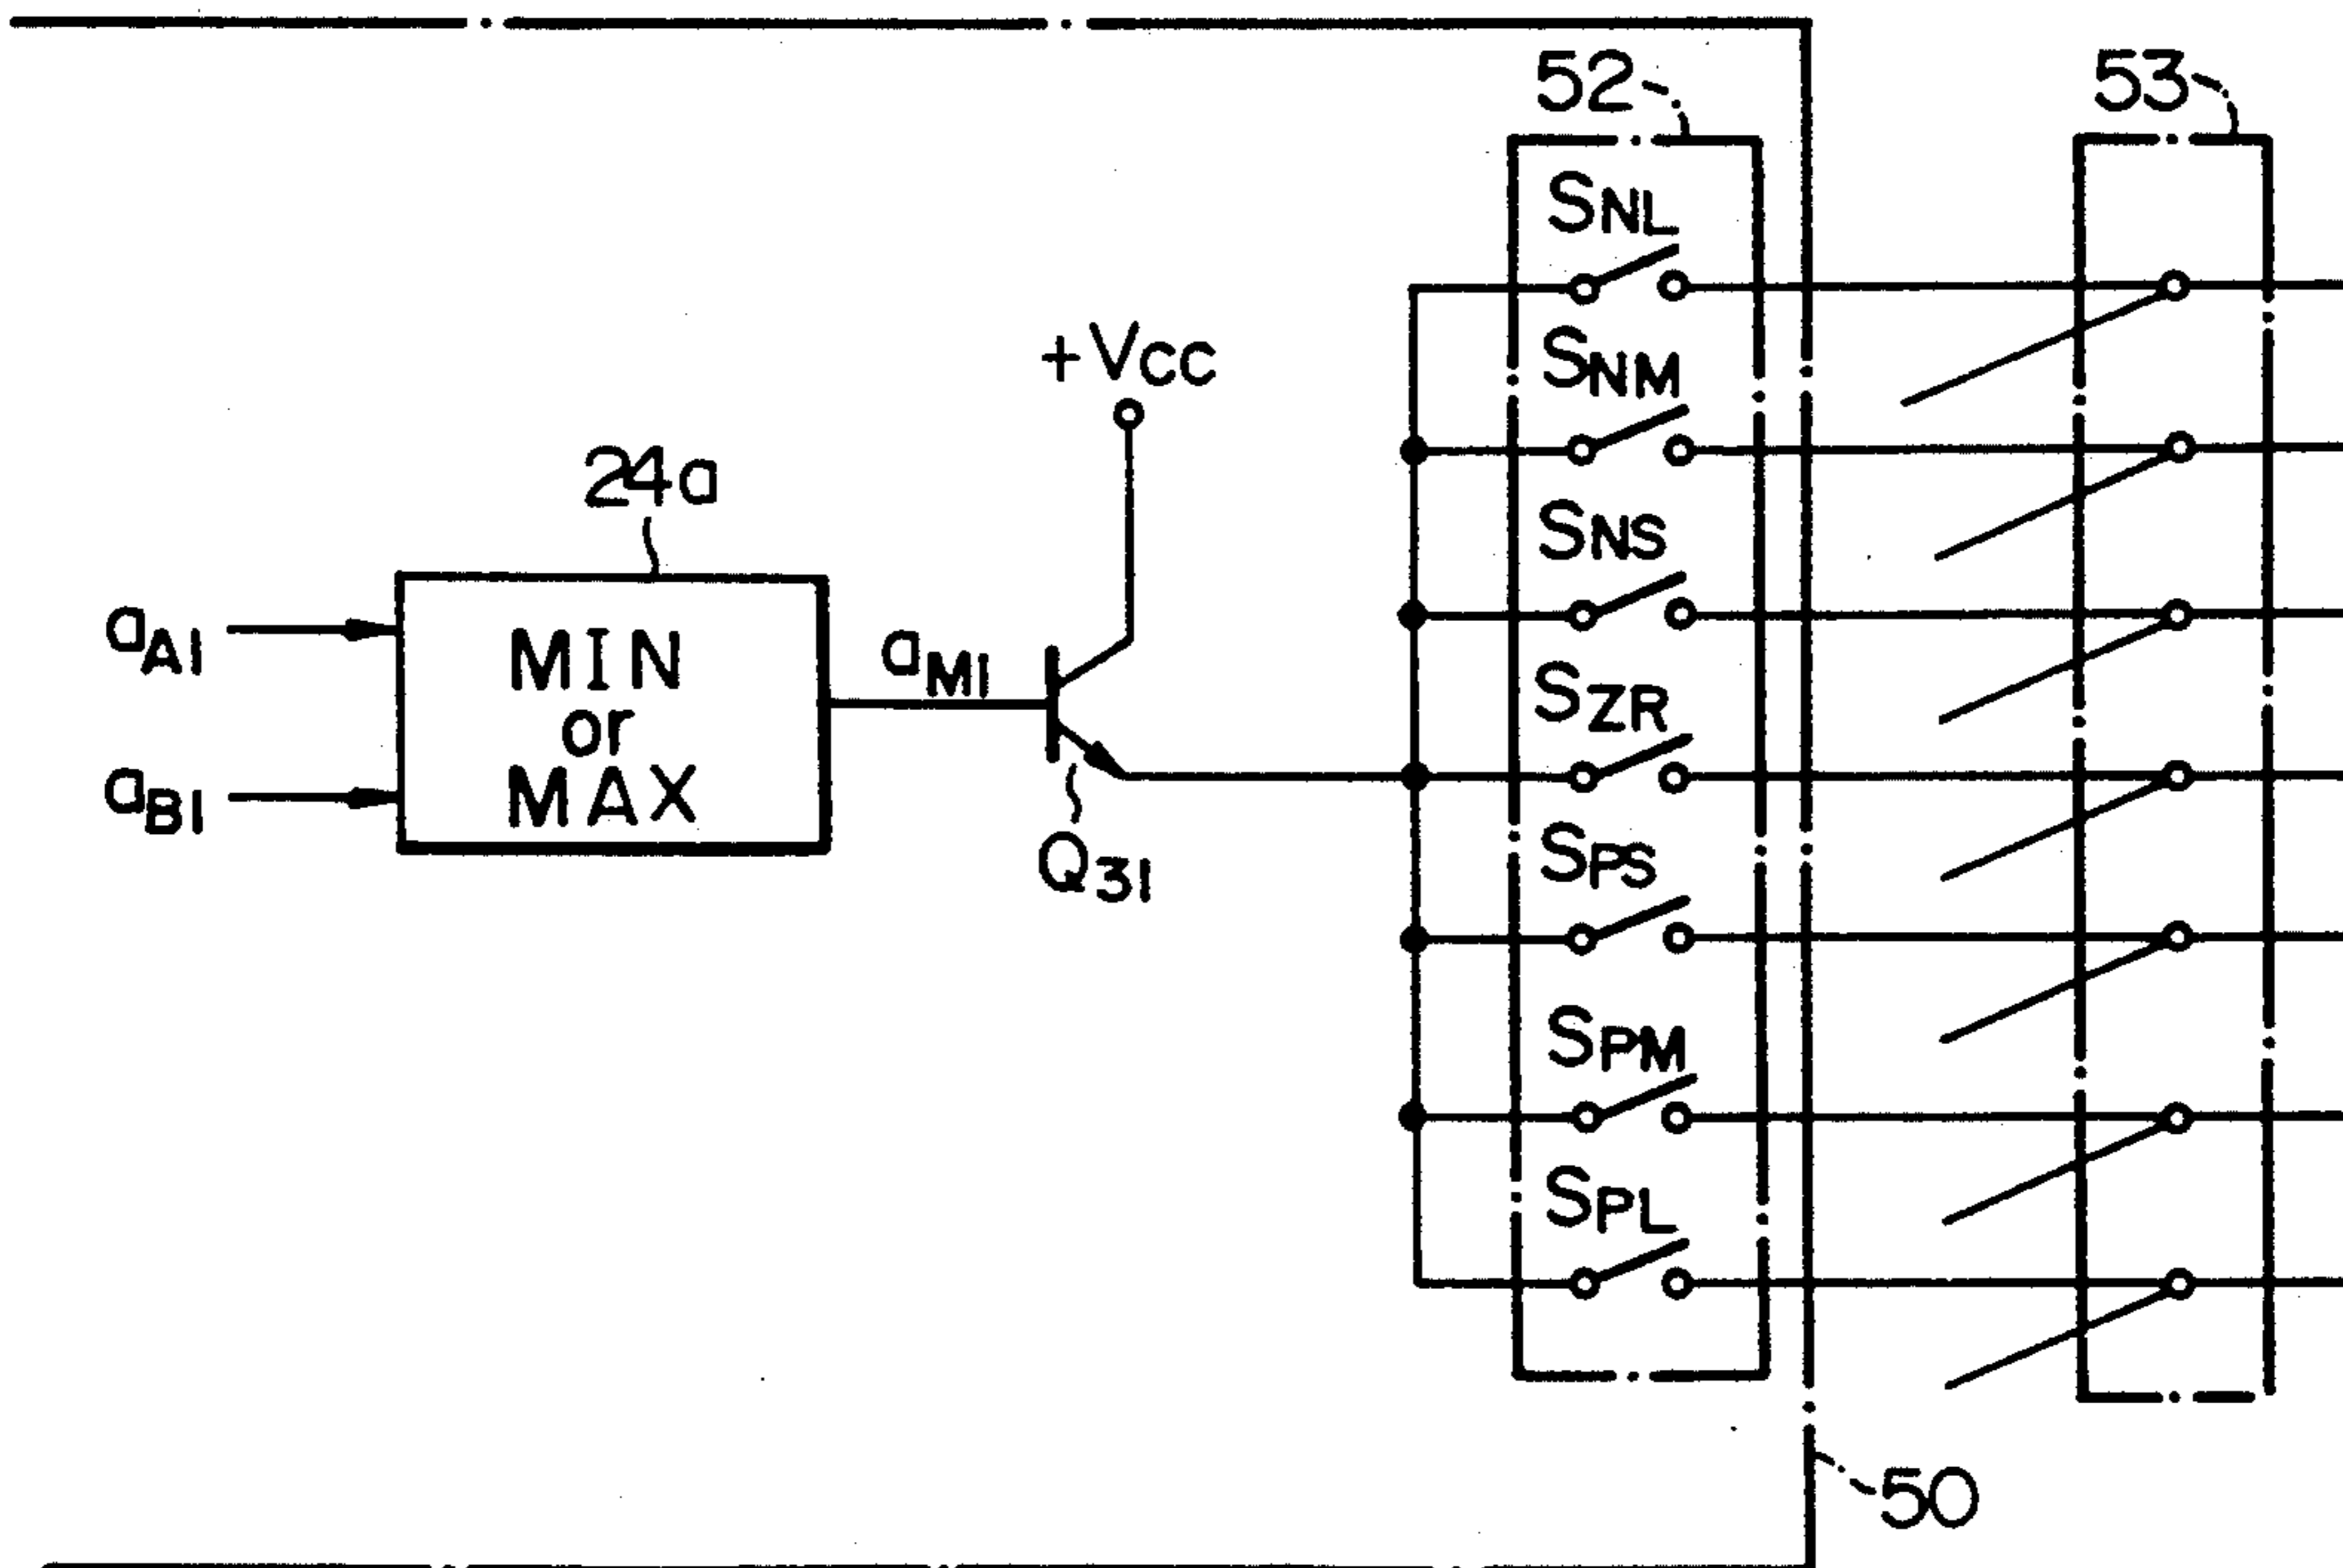 52
53
SNL
+Vcc
SNM
24a
SNS
aA1
MIN
or
MAX
aM1
SZR
aB1
Q31
SPS
SPM
SPL
50